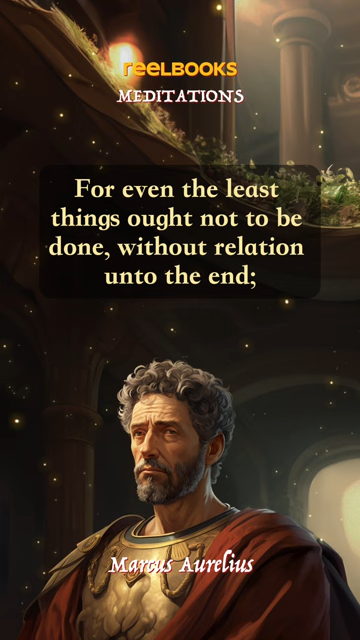 reelbooks
MEDITATIONS
For even the least
things ought not to be
done, without relation
unto the end;
Marcus Aurelius